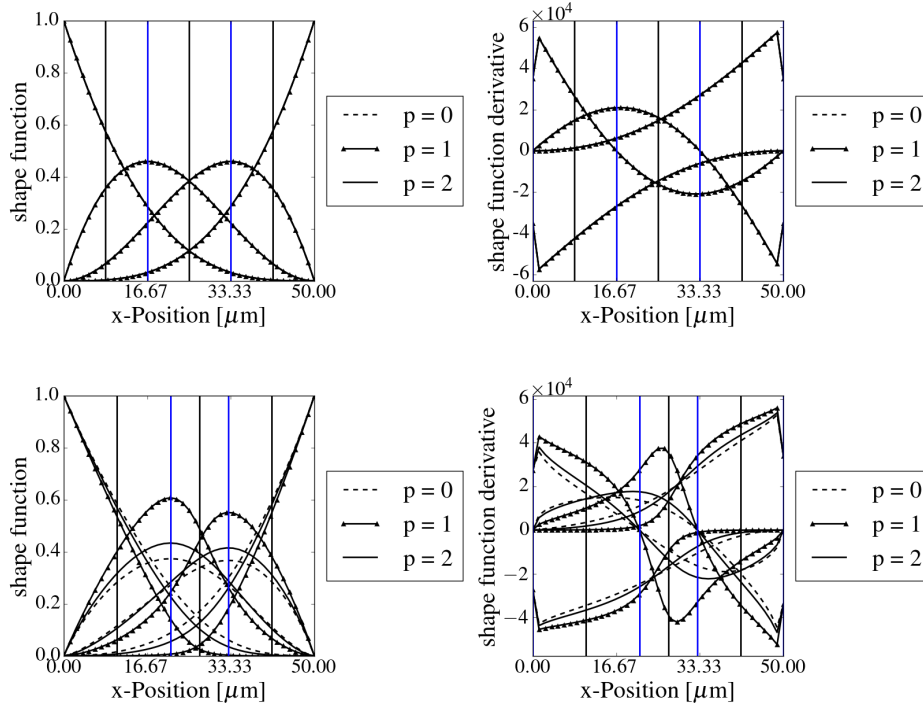 1.0
0.8
0.6
0.4
0.2
0.0
0.00 16.67 33.33 50.00
x-Position [μm]
shape function
p = 0
p = 1
p = 2
×10⁴
6
4
2
0
-2
-4
-6
0.00 16.67 33.33 50.00
x-Position [μm]
shape function derivative
p = 0
p = 1
p = 2
1.0
0.8
0.6
0.4
0.2
0.0
0.00 16.67 33.33 50.00
x-Position [μm]
shape function
p = 0
p = 1
p = 2
×10⁴
6
4
2
0
−2
−4
0.00 16.67 33.33 50.00
x-Position [μm]
shape function derivative
p = 0
p = 1
p = 2